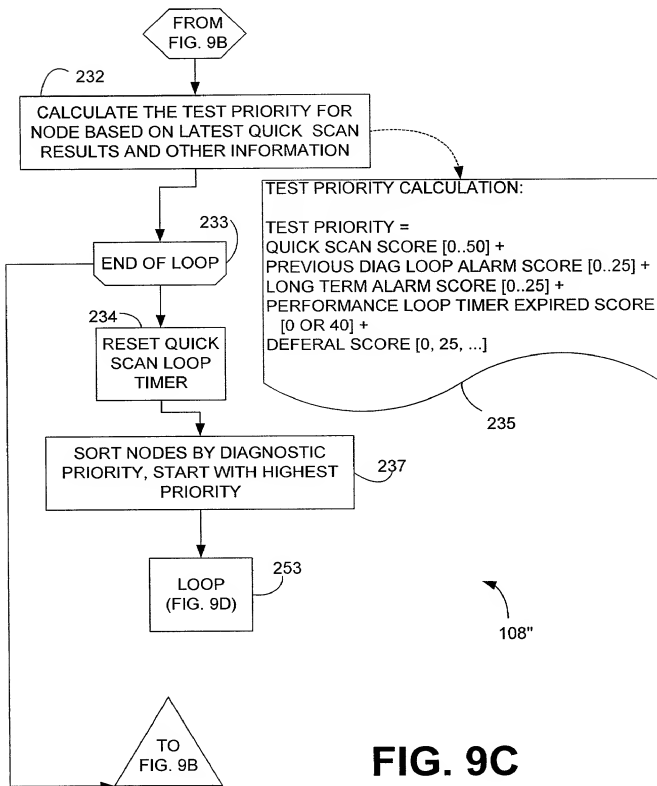 FROM
FIG. 9B
232
CALCULATE THE TEST PRIORITY FOR
NODE BASED ON LATEST QUICK SCAN
RESULTS AND OTHER INFORMATION
TEST PRIORITY CALCULATION:
TEST PRIORITY =
QUICK SCAN SCORE [0..50] +
PREVIOUS DIAG LOOP ALARM SCORE [0..25] +
LONG TERM ALARM SCORE [0..25] +
PERFORMANCE LOOP TIMER EXPIRED SCORE
[0 OR 40] +
DEFERAL SCORE [0, 25, ...]
235
233
END OF LOOP
234
RESET QUICK
SCAN LOOP
TIMER
SORT NODES BY DIAGNOSTIC
PRIORITY, START WITH HIGHEST
PRIORITY
237
LOOP
(FIG. 9D)
253
108"
TO
FIG. 9B
FIG. 9C